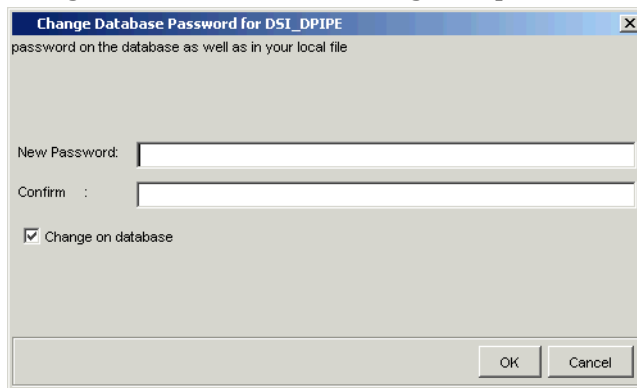 Change Database Password for DSI_DPIPE
password on the database as well as in your local file
New Password:
Confirm :
Change on database
OK Cancel